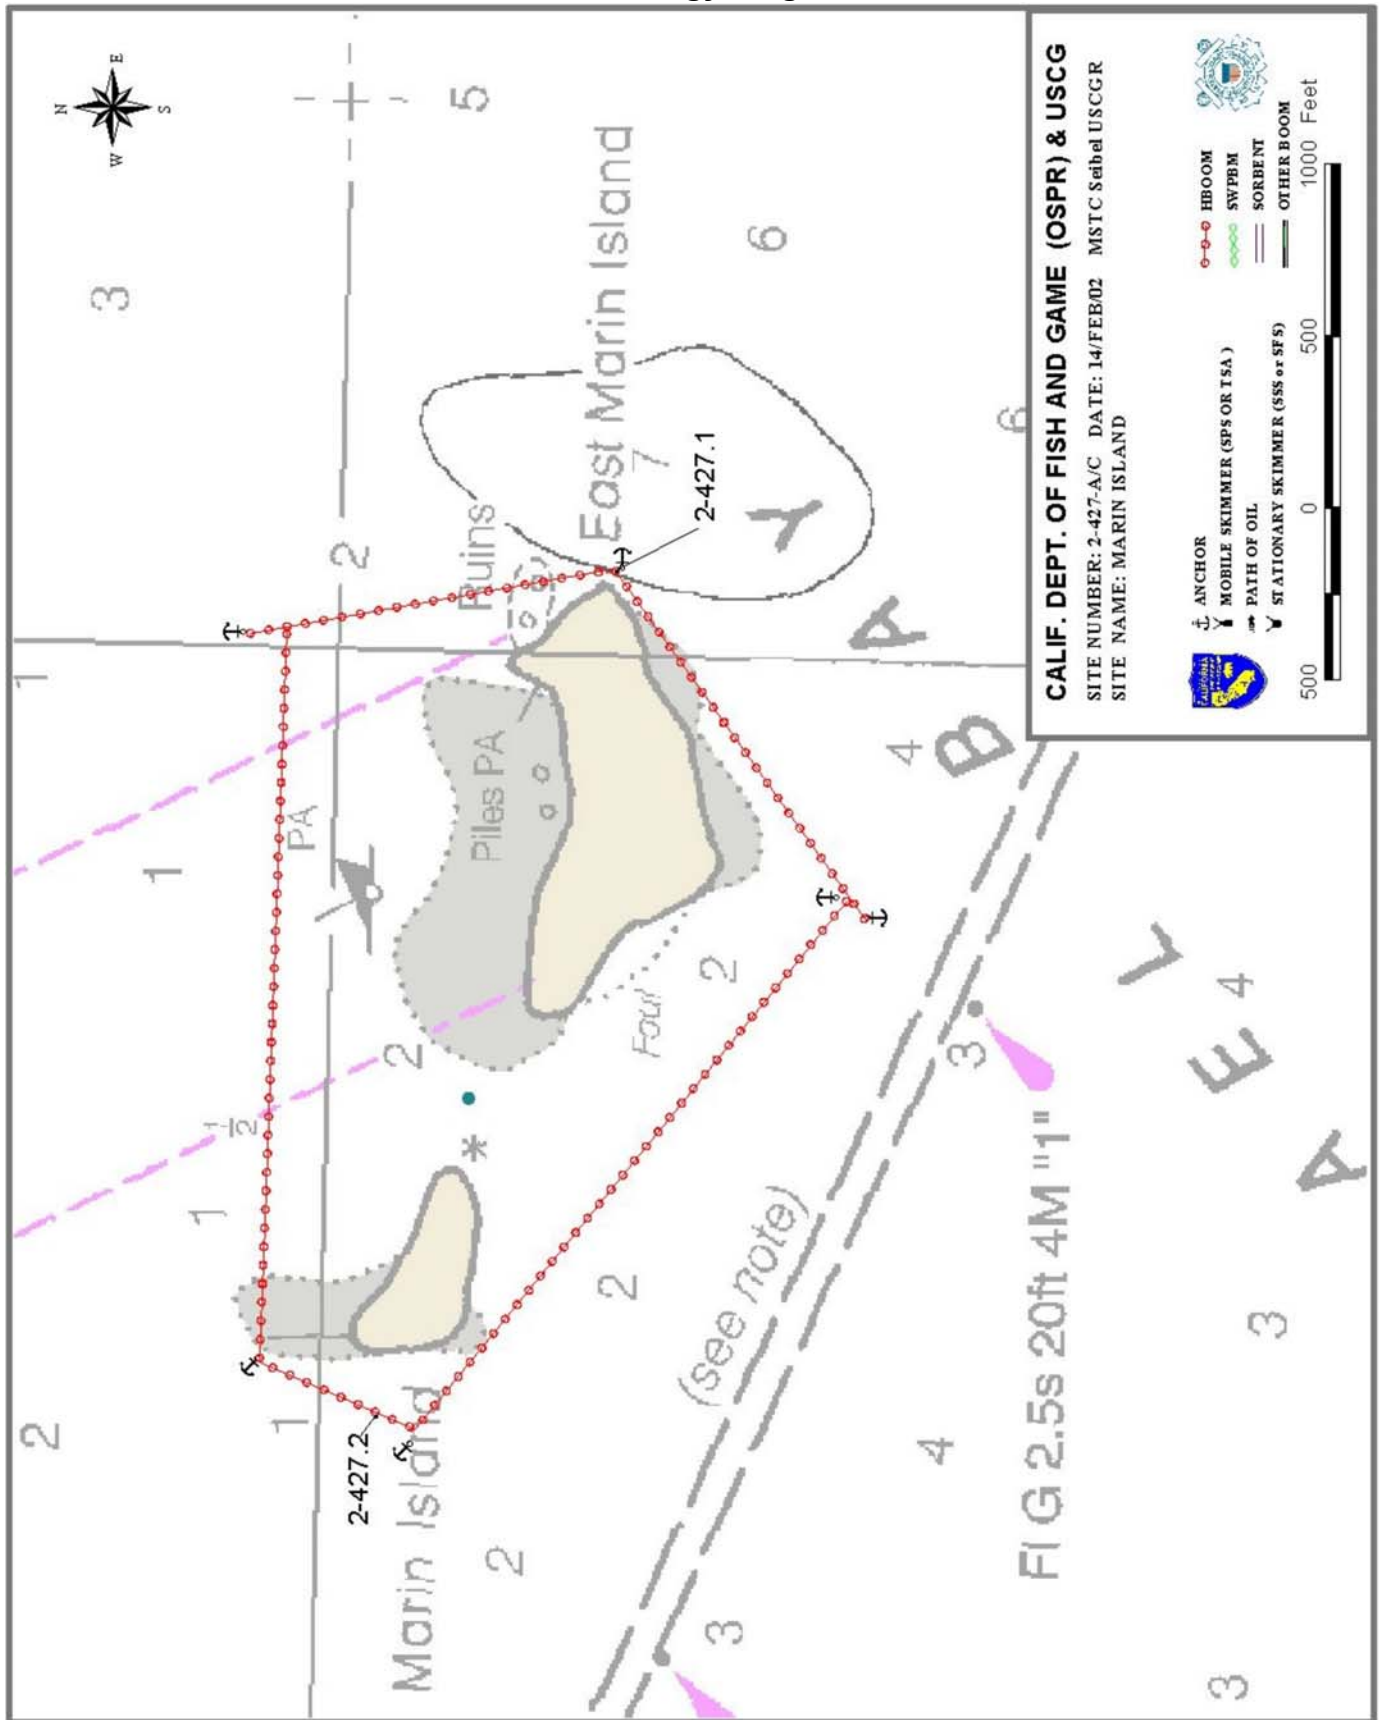 N
E
S
W
3
5
2
East Marin Island
7
6
6
Ruins
2-427.1
Y
A
B
A
L
E
A
1
1
PA
Piles PA
4
2
Foul
2
1/2
1
3
4
2
(see note)
Fl G 2.5s 20ft 4M "1"
2
1
2-427.2
Marin Island
2
4
3
3
3
CALIF. DEPT. OF FISH AND GAME (OSPR) & USCG
SITE NUMBER: 2-427-A/C DATE: 14/FEB/02 MSTC Seibel USCGR
SITE NAME: MARIN ISLAND
CALIFORNIA
ANCHOR
MOBILE SKIMMER (SPS OR TSA )
PATH OF OIL
STATIONARY SKIMMER (SSS or SFS)
HBOOM
SWPBM
SORBENT
OTHER BOOM
500 0 500 1000 Feet